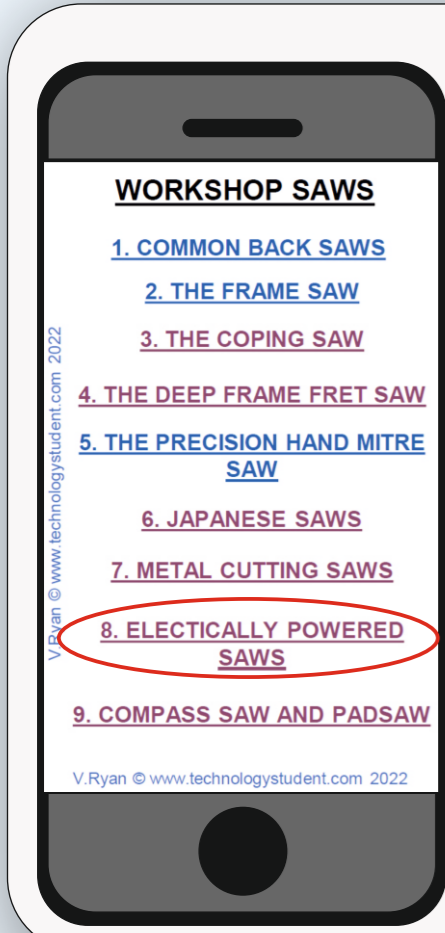 WORKSHOP SAWS
1. COMMON BACK SAWS
2. THE FRAME SAW
3. THE COPING SAW
4. THE DEEP FRAME FRET SAW
5. THE PRECISION HAND MITRE
SAW
6. JAPANESE SAWS
7. METAL CUTTING SAWS
8. ELECTICALLY POWERED
SAWS
9. COMPASS SAW AND PADSAW
V.Ryan © www.technologystudent.com 2022
V.Ryan © www.technologystudent.com 2022